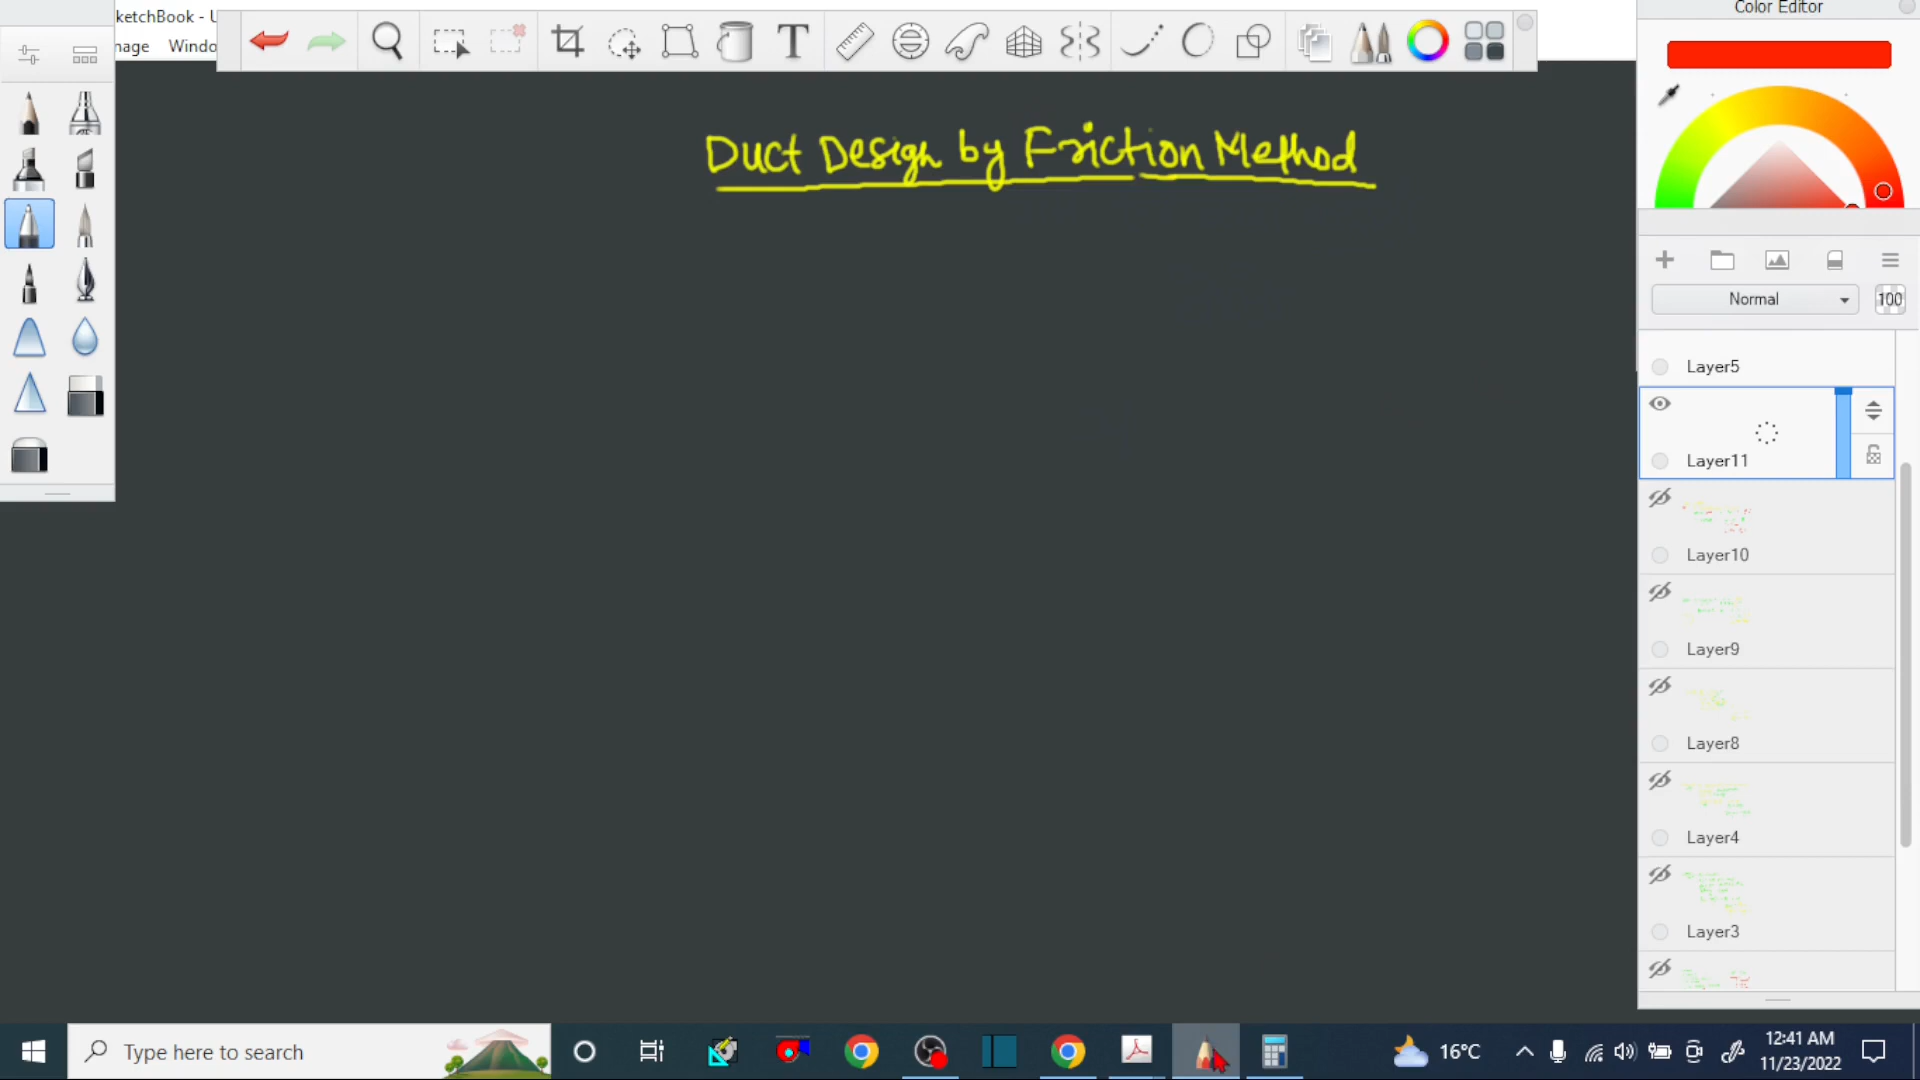 ketchBook - U
Color Editor
mage Windo
Duct Design by Friction Method
Normal
100
Layer5
Layer11
Layer10
Layer9
Layer8
Layer4
Layer3
Type here to search
16°C
12:41 AM
11/23/2022